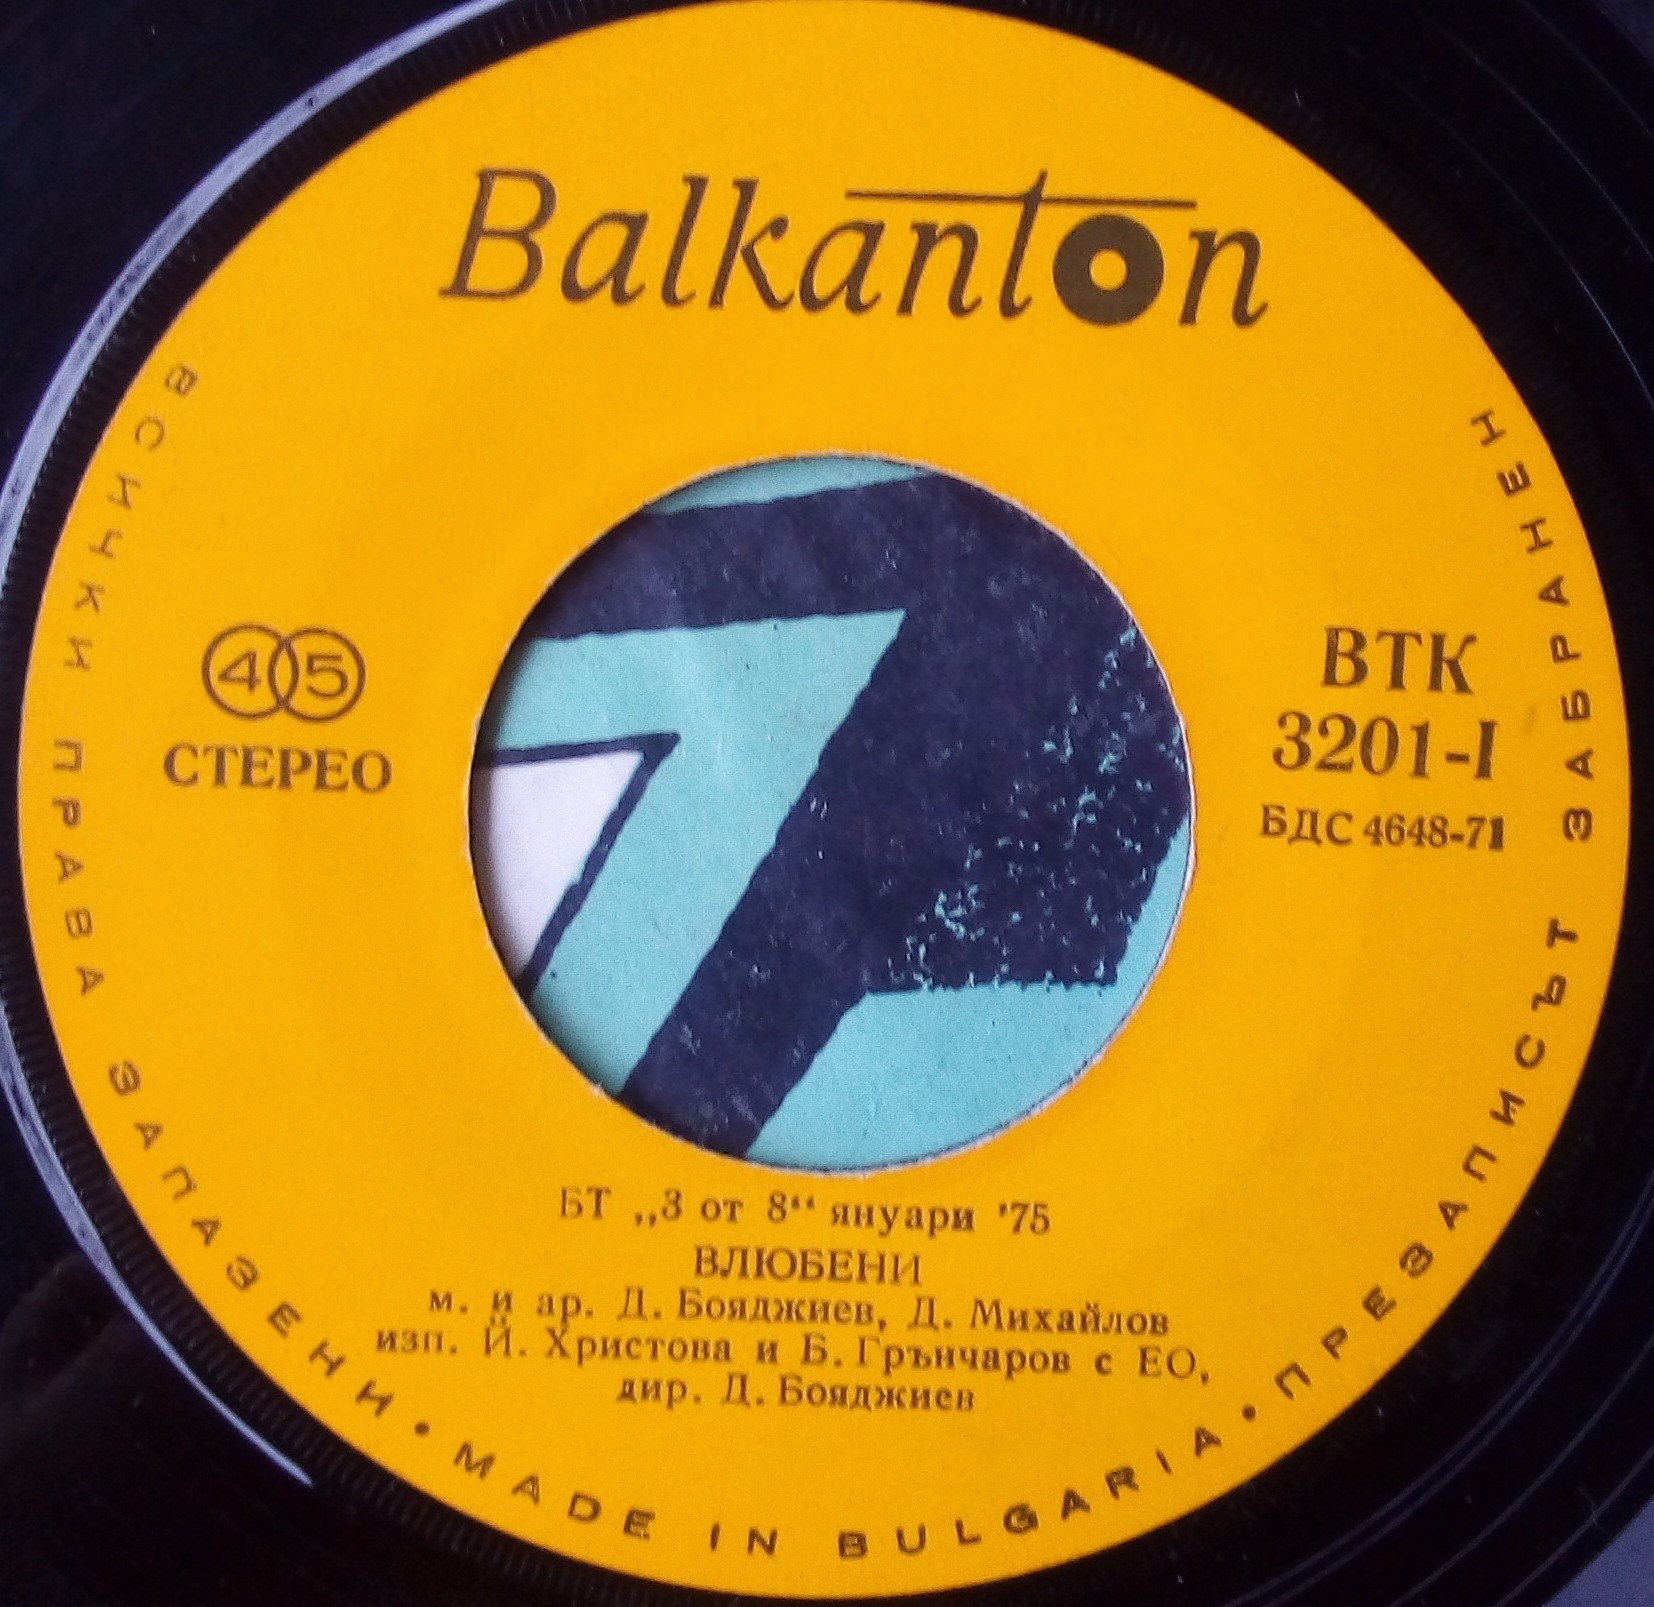 Balkanton
45
СТЕРЕО
ВТК
3201-I
БДС 4648-71
БТ „3 от 8“ януари '75
ВЛЮБЕНИ
м. и ар. Д. Бояджиев, Д. Михайлов
изп. Й. Христова и Б. Грънчаров с ЕО,
дир. Д. Бояджиев
ВСИЧКИ ПРАВА ЗАПАЗЕНИ • MADE IN BULGARIA • ПРЕЗАПИСЪТ ЗАБРАНЕН